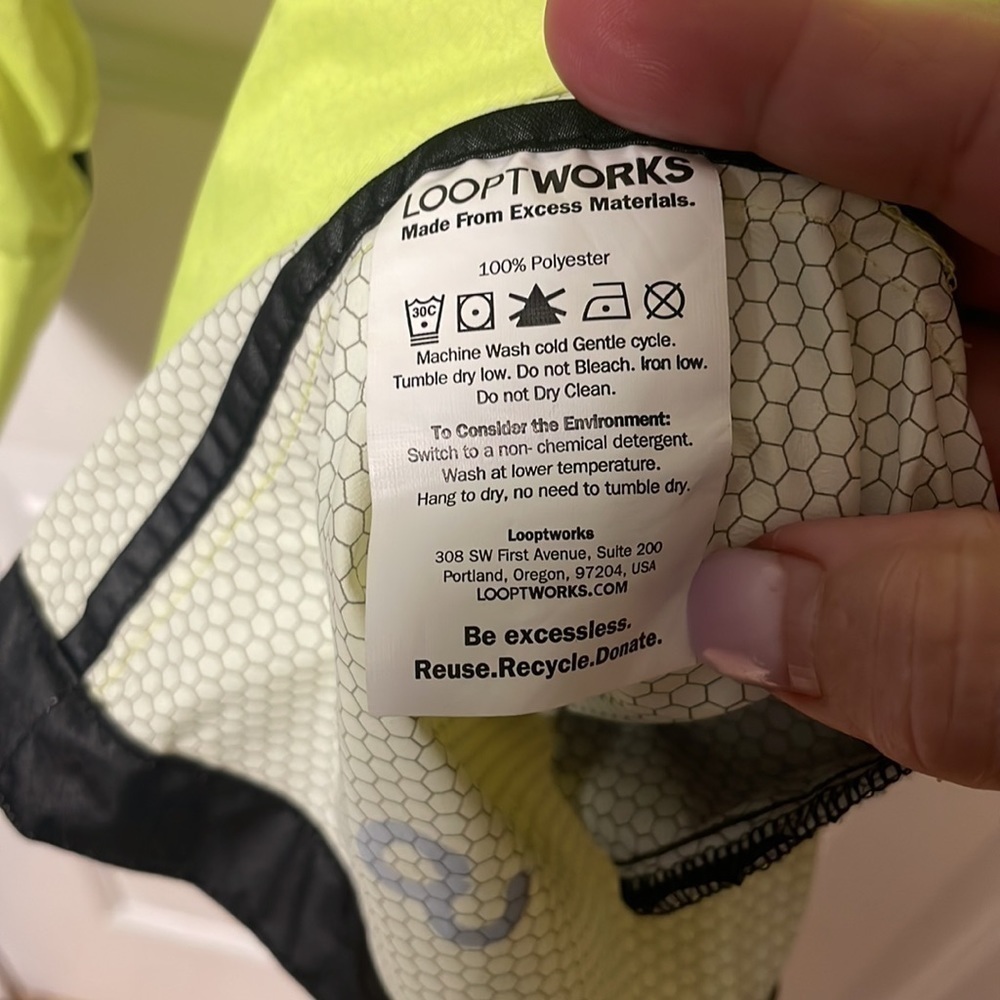 LOOPTWORKS
Made From Excess Materials.
100% Polyester
30C
Machine Wash cold Gentle cycle.
Tumble dry low. Do not Bleach. Iron low.
Do not Dry Clean.
To Consider the Environment:
Switch to a non- chemical detergent.
Wash at lower temperature.
Hang to dry, no need to tumble dry.
Looptworks
308 SW First Avenue, Suite 200
Portland, Oregon, 97204, USA
LOOPTWORKS.COM
Be excessless.
Reuse.Recycle.Donate.